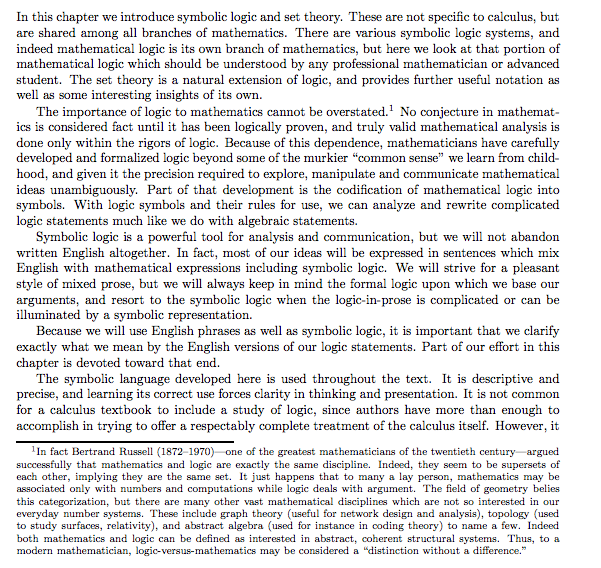 In this chapter we introduce symbolic logic and set theory. These are not specific to calculus, but
are shared among all branches of mathematics. There are various symbolic logic systems, and
indeed mathematical logic is its own branch of mathematics, but here we look at that portion of
mathematical logic which should be understood by any professional mathematician or advanced
student. The set theory is a natural extension of logic, and provides further useful notation as
well as some interesting insights of its own.
The importance of logic to mathematics cannot be overstated.¹ No conjecture in mathemat-
ics is considered fact until it has been logically proven, and truly valid mathematical analysis is
done only within the rigors of logic. Because of this dependence, mathematicians have carefully
developed and formalized logic beyond some of the murkier “common sense” we learn from child-
hood, and given it the precision required to explore, manipulate and communicate mathematical
ideas unambiguously. Part of that development is the codification of mathematical logic into
symbols. With logic symbols and their rules for use, we can analyze and rewrite complicated
logic statements much like we do with algebraic statements.
Symbolic logic is a powerful tool for analysis and communication, but we will not abandon
written English altogether. In fact, most of our ideas will be expressed in sentences which mix
English with mathematical expressions including symbolic logic. We will strive for a pleasant
style of mixed prose, but we will always keep in mind the formal logic upon which we base our
arguments, and resort to the symbolic logic when the logic-in-prose is complicated or can be
illuminated by a symbolic representation.
Because we will use English phrases as well as symbolic logic, it is important that we clarify
exactly what we mean by the English versions of our logic statements. Part of our effort in this
chapter is devoted toward that end.
The symbolic language developed here is used throughout the text. It is descriptive and
precise, and learning its correct use forces clarity in thinking and presentation. It is not common
for a calculus textbook to include a study of logic, since authors have more than enough to
accomplish in trying to offer a respectably complete treatment of the calculus itself. However, it
¹In fact Bertrand Russell (1872–1970)—one of the greatest mathematicians of the twentieth century—argued
successfully that mathematics and logic are exactly the same discipline. Indeed, they seem to be supersets of
each other, implying they are the same set. It just happens that to many a lay person, mathematics may be
associated only with numbers and computations while logic deals with argument. The field of geometry belies
this categorization, but there are many other vast mathematical disciplines which are not so interested in our
everyday number systems. These include graph theory (useful for network design and analysis), topology (used
to study surfaces, relativity), and abstract algebra (used for instance in coding theory) to name a few. Indeed
both mathematics and logic can be defined as interested in abstract, coherent structural systems. Thus, to a
modern mathematician, logic-versus-mathematics may be considered a “distinction without a difference.”